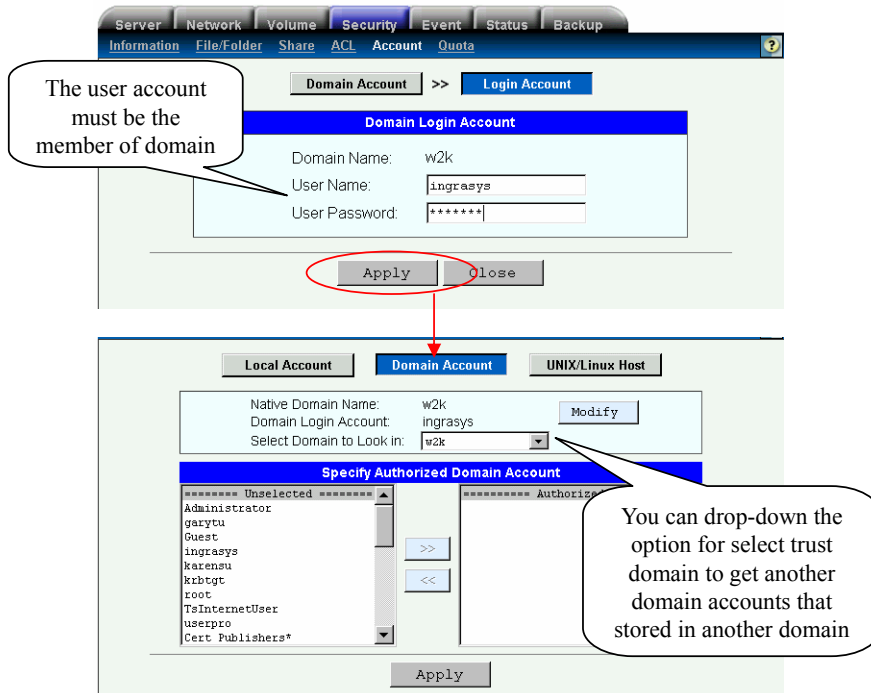 Server Network Volume Security Event Status Backup
Information File/Folder Share ACL Account Quota ?
Domain Account >> Login Account
The user account
must be the
member of domain
Domain Login Account
Domain Name: w2k
User Name: ingrasys
User Password: *******
Apply Close
Local Account Domain Account UNIX/Linux Host
Native Domain Name: w2k
Domain Login Account: ingrasys
Modify
Select Domain to Look in: w2k
Specify Authorized Domain Account
======== Unselected ========
Administrator
garytu
Guest
ingrasys
karensu
krbtgt
root
TsInternetUser
userpro
Cert Publishers*
>>
<<
========== Authorized
You can drop-down the
option for select trust
domain to get another
domain accounts that
stored in another domain
Apply